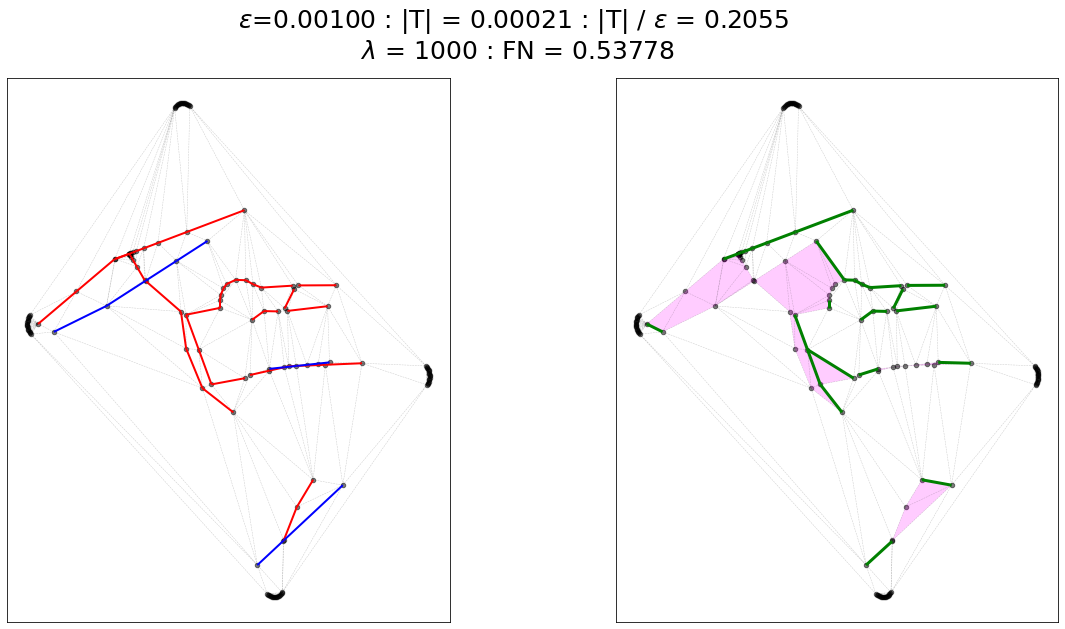 ε=0.00100 : |T| = 0.00021 : |T| / ε = 0.2055
λ = 1000 : FN = 0.53778